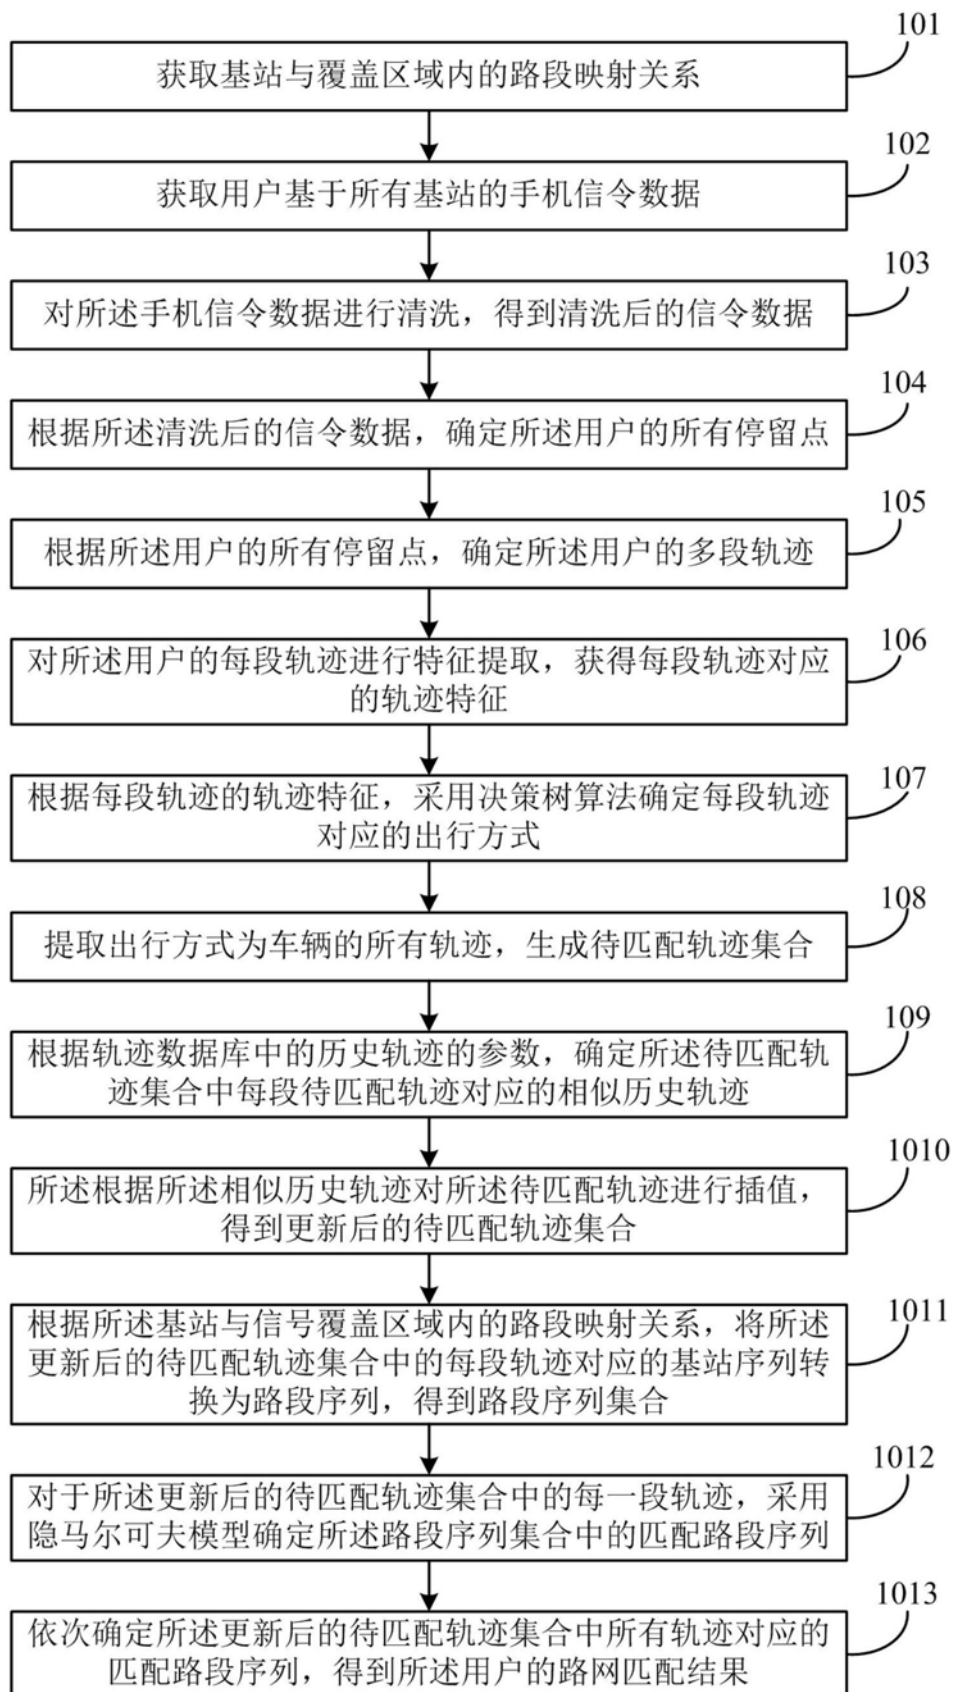 101
获取基站与覆盖区域内的路段映射关系
102
获取用户基于所有基站的手机信令数据
103
对所述手机信令数据进行清洗，得到清洗后的信令数据
104
根据所述清洗后的信令数据，确定所述用户的所有停留点
105
根据所述用户的所有停留点，确定所述用户的多段轨迹
106
对所述用户的每段轨迹进行特征提取，获得每段轨迹对应
的轨迹特征
107
根据每段轨迹的轨迹特征，采用决策树算法确定每段轨迹
对应的出行方式
108
提取出行方式为车辆的所有轨迹，生成待匹配轨迹集合
109
根据轨迹数据库中的历史轨迹的参数，确定所述待匹配轨
迹集合中每段待匹配轨迹对应的相似历史轨迹
1010
所述根据所述相似历史轨迹对所述待匹配轨迹进行插值，
得到更新后的待匹配轨迹集合
1011
根据所述基站与信号覆盖区域内的路段映射关系，将所述
更新后的待匹配轨迹集合中的每段轨迹对应的基站序列转
换为路段序列，得到路段序列集合
1012
对于所述更新后的待匹配轨迹集合中的每一段轨迹，采用
隐马尔可夫模型确定所述路段序列集合中的匹配路段序列
1013
依次确定所述更新后的待匹配轨迹集合中所有轨迹对应的
匹配路段序列，得到所述用户的路网匹配结果